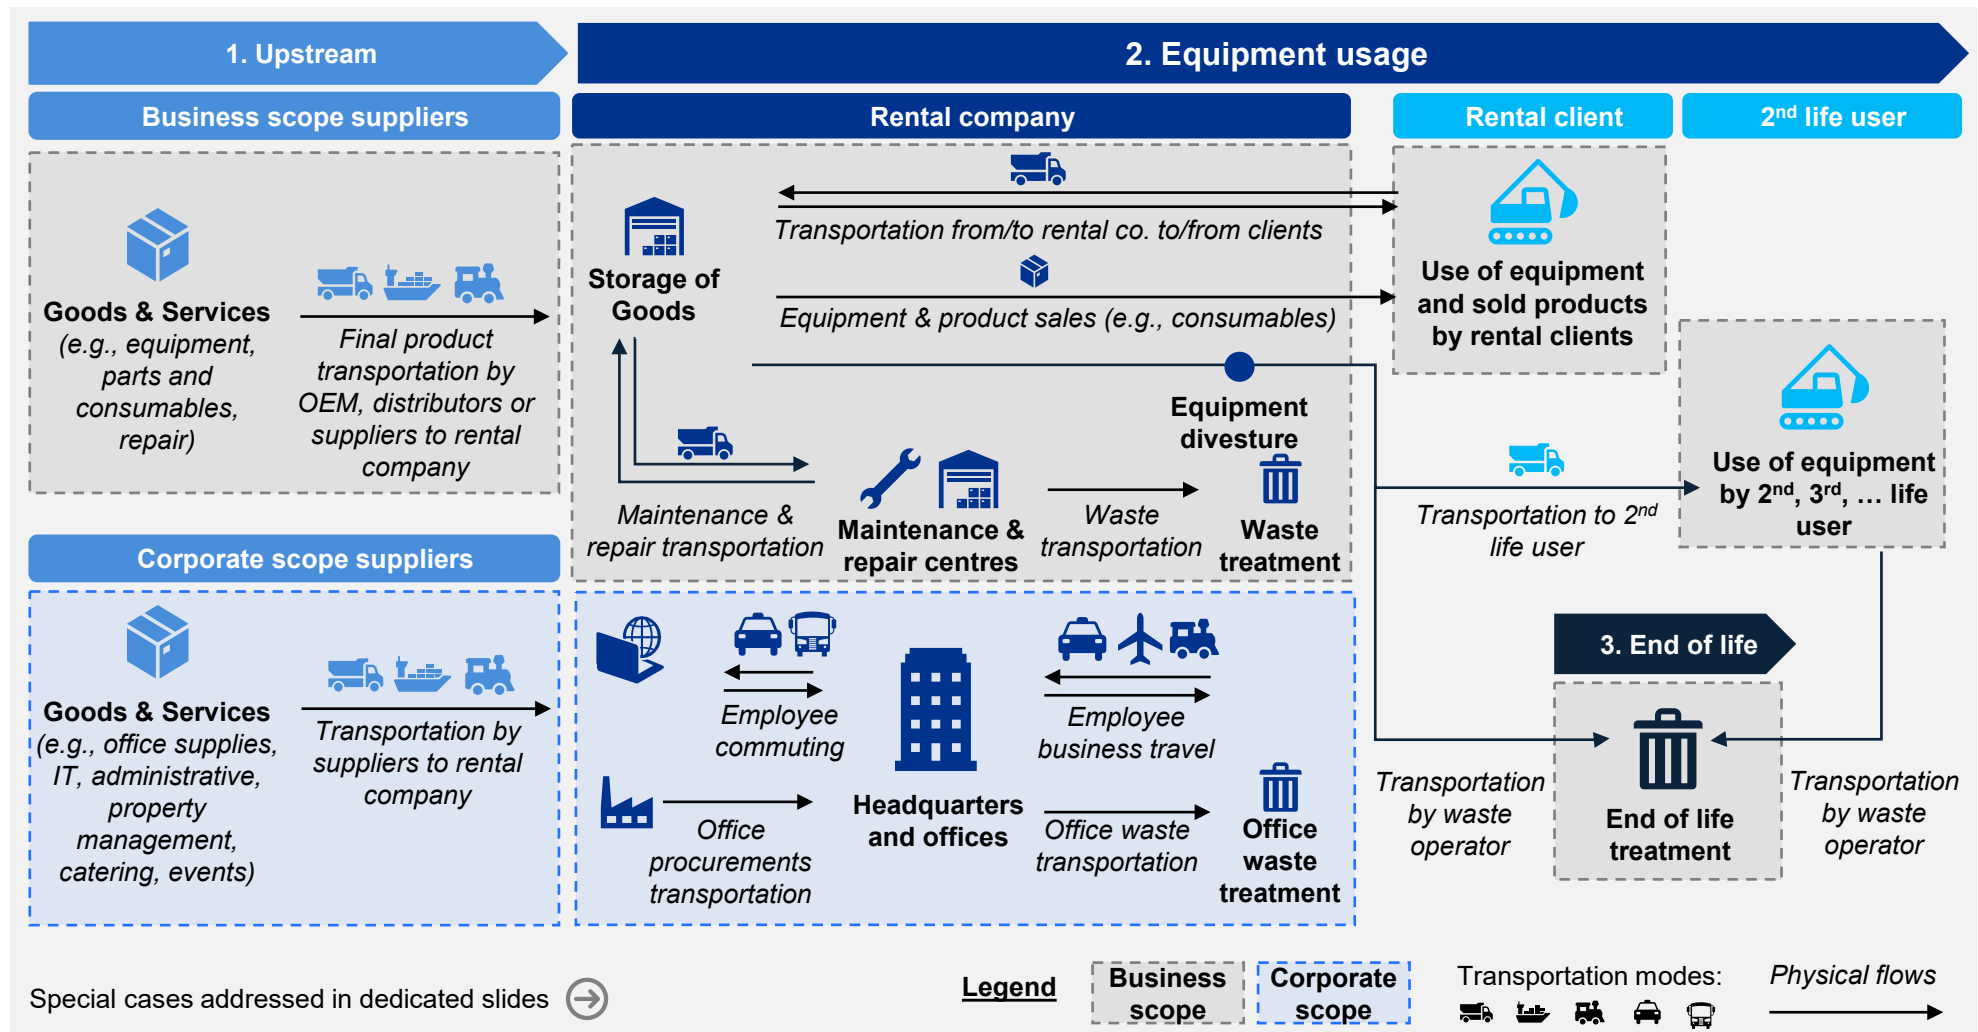 1. Upstream
2. Equipment usage
Business scope suppliers
Rental company
Rental client
2nd life user
Goods & Services
(e.g., equipment,
parts and
consumables,
repair)
Final product
transportation by
OEM, distributors or
suppliers to rental
company
Storage of
Goods
Transportation from/to rental co. to/from clients
Equipment & product sales (e.g., consumables)
Equipment
divesture
Maintenance &
repair transportation
Maintenance &
repair centres
Waste
transportation
Waste
treatment
Use of equipment
and sold products
by rental clients
Transportation to 2nd
life user
Use of equipment
by 2nd, 3rd, … life
user
Corporate scope suppliers
Goods & Services
(e.g., office supplies,
IT, administrative,
property
management,
catering, events)
Transportation by
suppliers to rental
company
Employee
commuting
Employee
business travel
Office
procurements
transportation
Headquarters
and offices
Office waste
transportation
Office
waste
treatment
3. End of life
Transportation
by waste
operator
End of life
treatment
Transportation
by waste
operator
Special cases addressed in dedicated slides
Legend
Business
scope
Corporate
scope
Transportation modes:
Physical flows